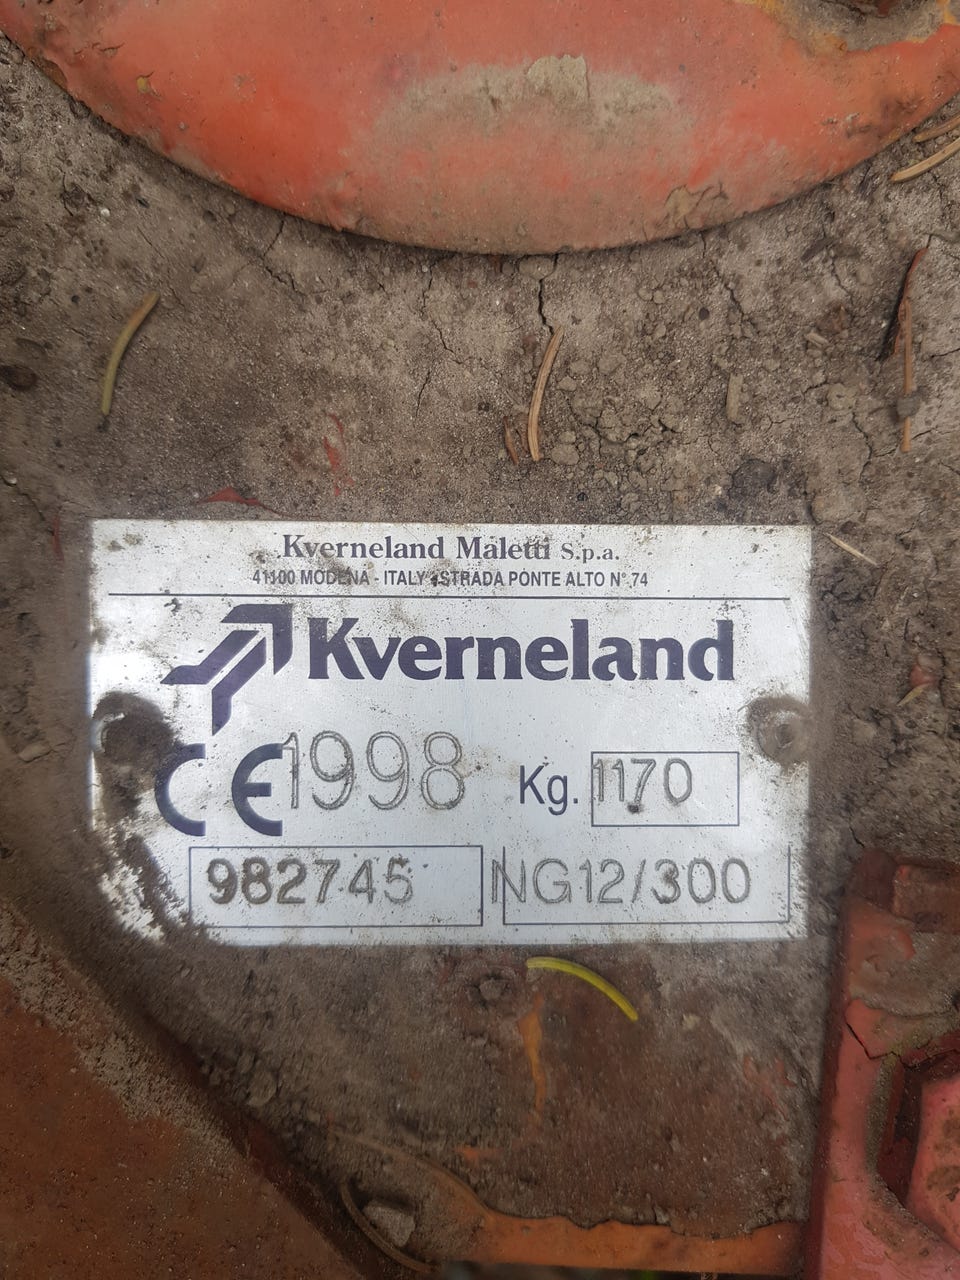 Kverneland Maletti S.p.a.
41100 MODENA - ITALY - STRADA PONTE ALTO N° 74
Kverneland
CE 1998 Kg. 1170
982745 NG12/300